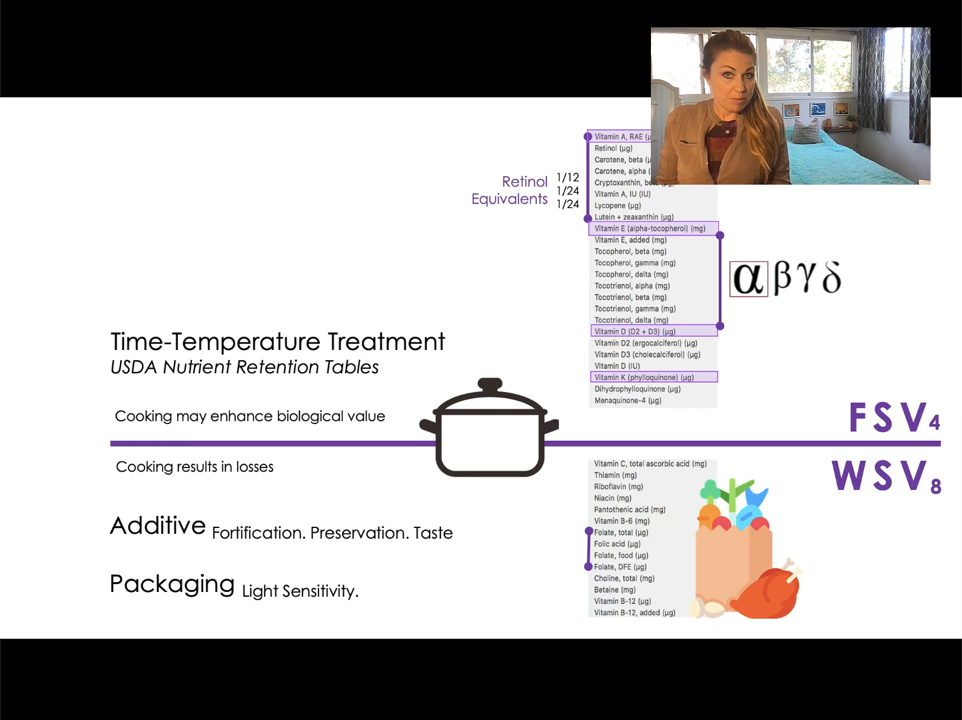 Vitamin A, RAE
Retinol (µg)
Carotene, beta
Carotene, alpha
Cryptoxanthin,
Vitamin A, IU (IU)
Lycopene (µg)
Lutein + zeaxanthin (µg)
Retinol
Equivalents
1/12
1/24
1/24
Vitamin E (alpha-tocopherol) (mg)
Vitamin E, added (mg)
Tocopherol, beta (mg)
Tocopherol, gamma (mg)
Tocopherol, delta (mg)
Tocotrienol, alpha (mg)
Tocotrienol, beta (mg)
Tocotrienol, gamma (mg)
Tocotrienol, delta (mg)
α β γ δ
Vitamin D (D2 + D3) (µg)
Vitamin D2 (ergocalciferol) (µg)
Vitamin D3 (cholecalciferol) (µg)
Vitamin D (IU)
Vitamin K (phylloquinone) (µg)
Dihydrophylloquinone (µg)
Menaquinone-4 (µg)
Time-Temperature Treatment
USDA Nutrient Retention Tables
Cooking may enhance biological value
FSV4
Cooking results in losses
WSV8
Vitamin C, total ascorbic acid (mg)
Thiamin (mg)
Riboflavin (mg)
Niacin (mg)
Pantothenic acid (mg)
Vitamin B-6 (mg)
Folate, total (µg)
Folic acid (µg)
Folate, food (µg)
Folate, DFE (µg)
Choline, total (mg)
Betaine (mg)
Vitamin B-12 (µg)
Vitamin B-12, added (µg)
Additive Fortification. Preservation. Taste
Packaging Light Sensitivity.